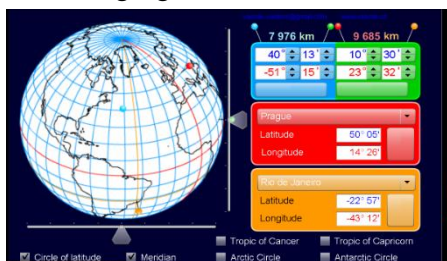 7 976 km 9 685 km
40° 13' 10° 30'
-51° 15' 23° 32'
Prague
Latitude 50° 05'
Longitude 14° 26'
Rio de Janeiro
Latitude -22° 57'
Longitude -43° 12'
Tropic of Cancer Tropic of Capricorn
Circle of latitude Meridian Arctic Circle Antarctic Circle